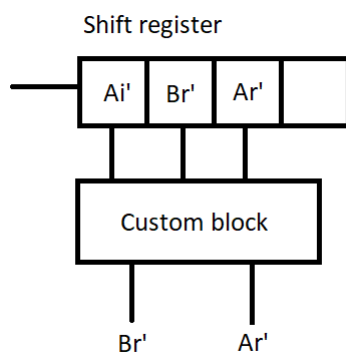 Shift register
Ai' Br' Ar'
Custom block
Br' Ar'